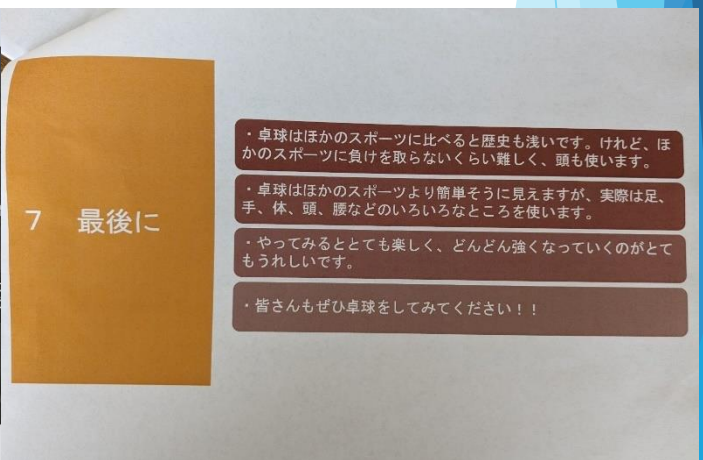 7　最後に
・卓球はほかのスポーツに比べると歴史も浅いです。けれど、ほ
かのスポーツに負けを取らないくらい難しく、頭も使います。
・卓球はほかのスポーツより簡単そうに見えますが、実際は足、
手、体、頭、腰などのいろいろなところを使います。
・やってみるととても楽しく、どんどん強くなっていくのがとて
もうれしいです。
・皆さんもぜひ卓球をしてみてください！！